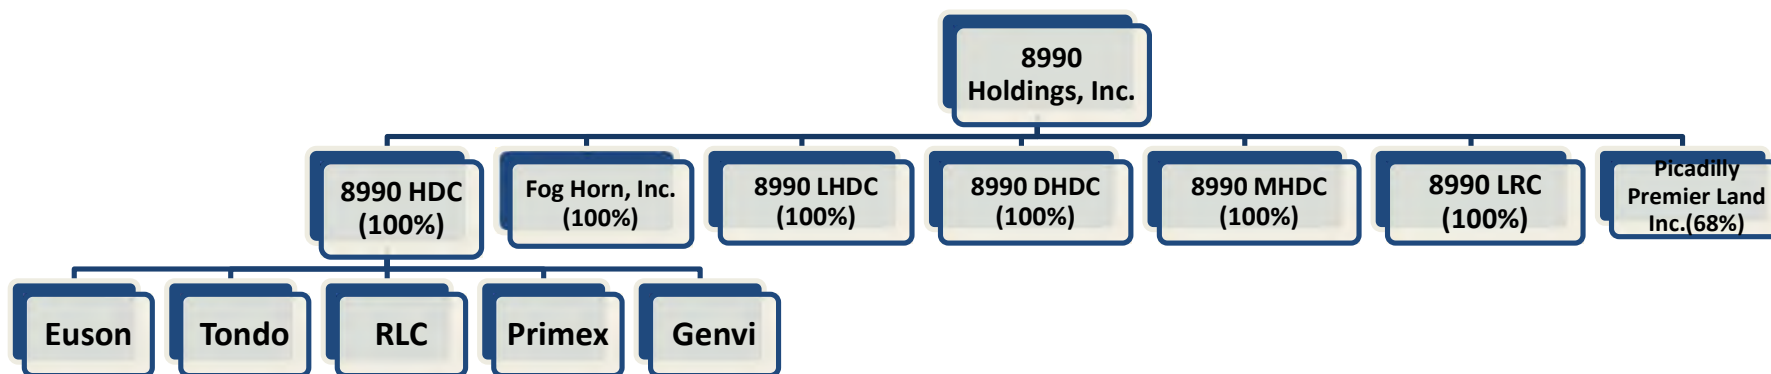 8990
Holdings, Inc.
8990 HDC
(100%)
Fog Horn, Inc.
(100%)
8990 LHDC
(100%)
8990 DHDC
(100%)
8990 MHDC
(100%)
8990 LRC
(100%)
Picadilly
Premier Land
Inc.(68%)
Euson
Tondo
RLC
Primex
Genvi